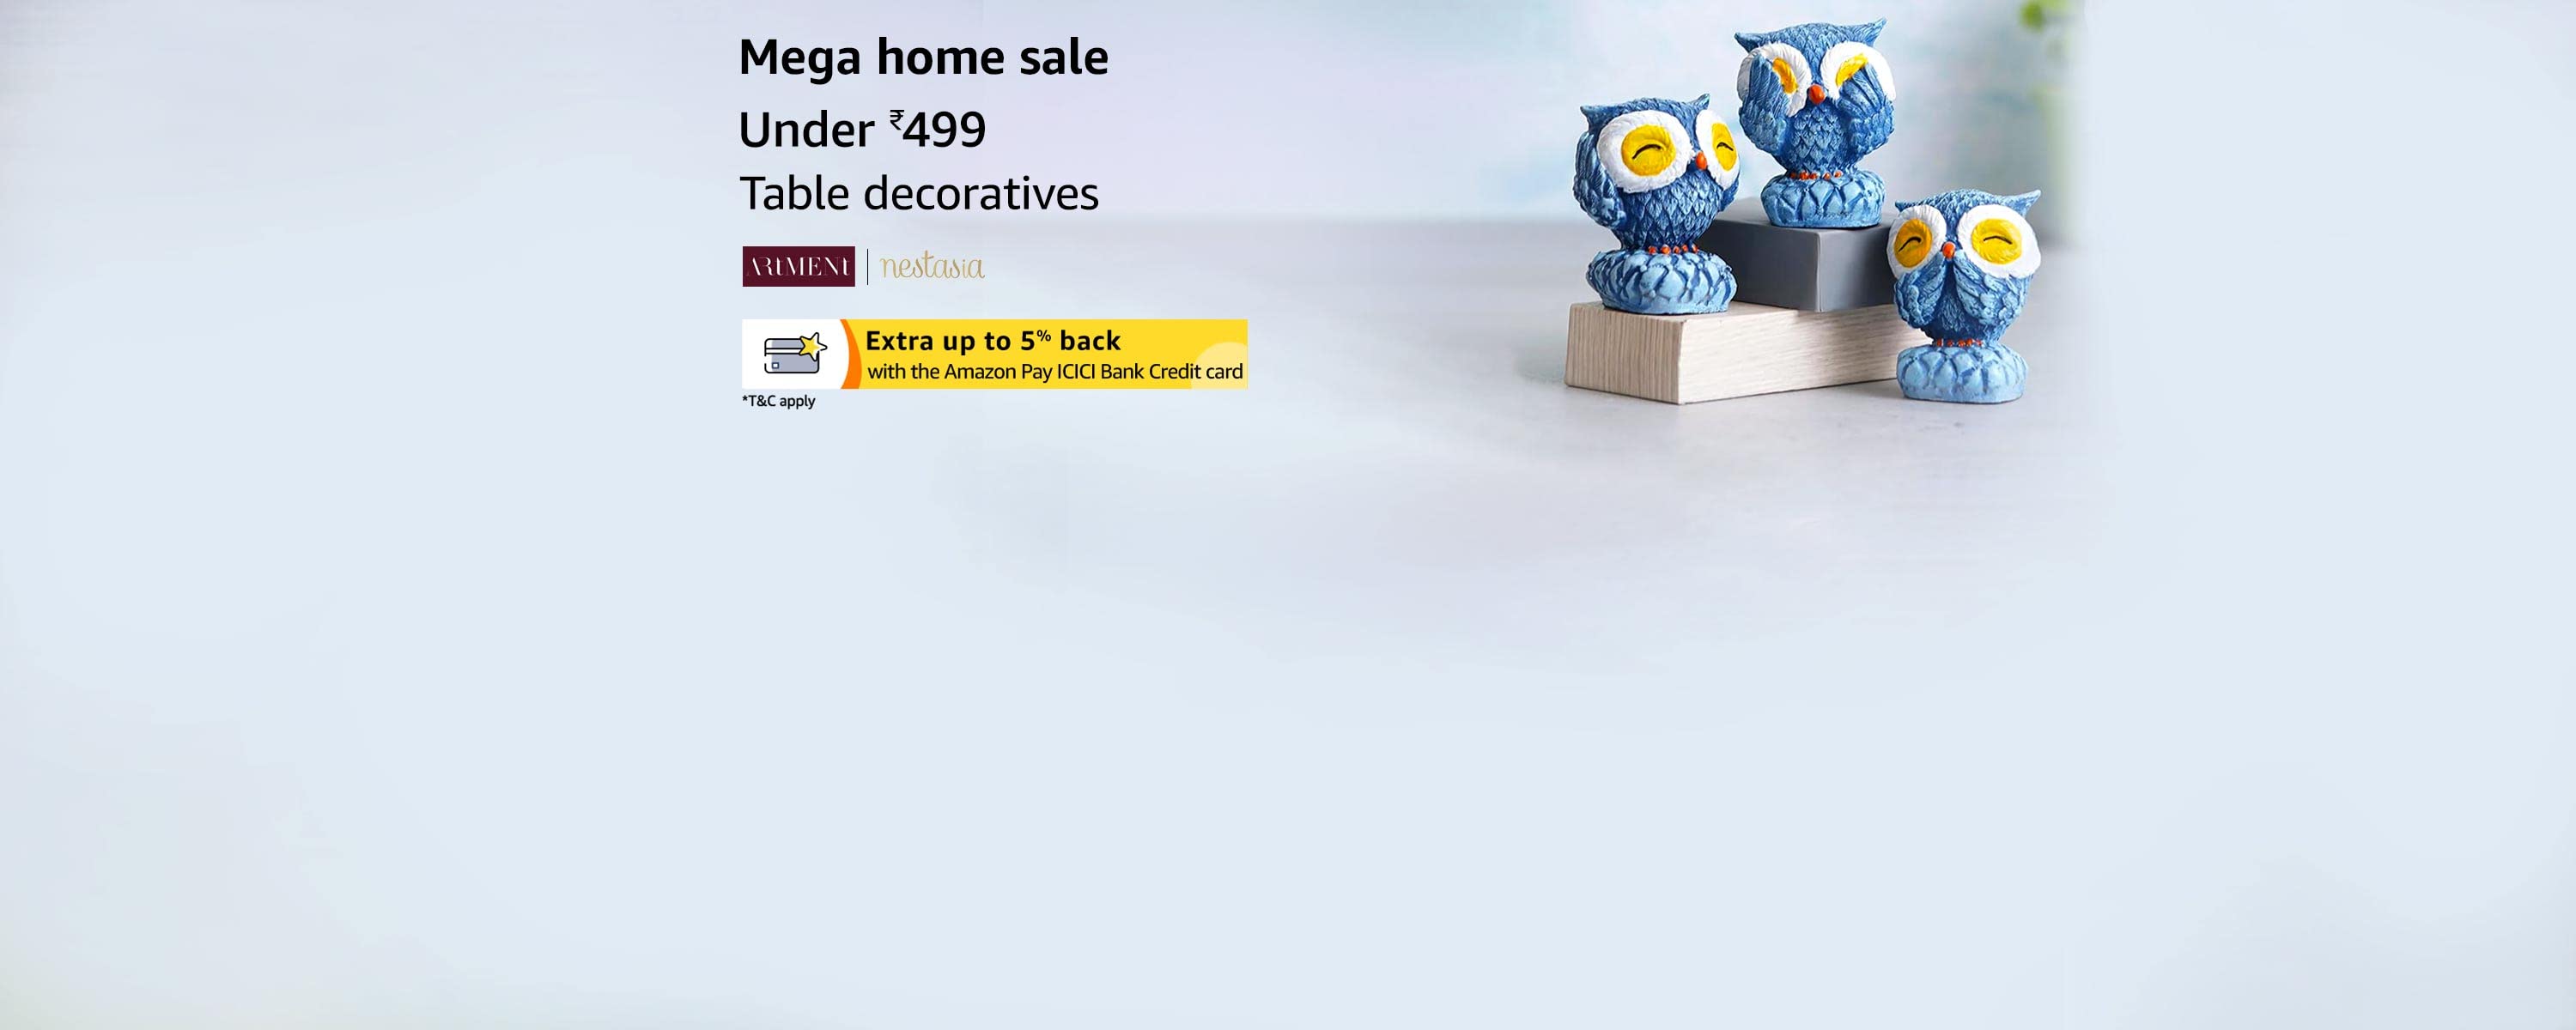 Mega home sale
Under ₹499
Table decoratives
ARtMENt | nestasia
Extra up to 5% back
with the Amazon Pay ICICI Bank Credit card
*T&C apply